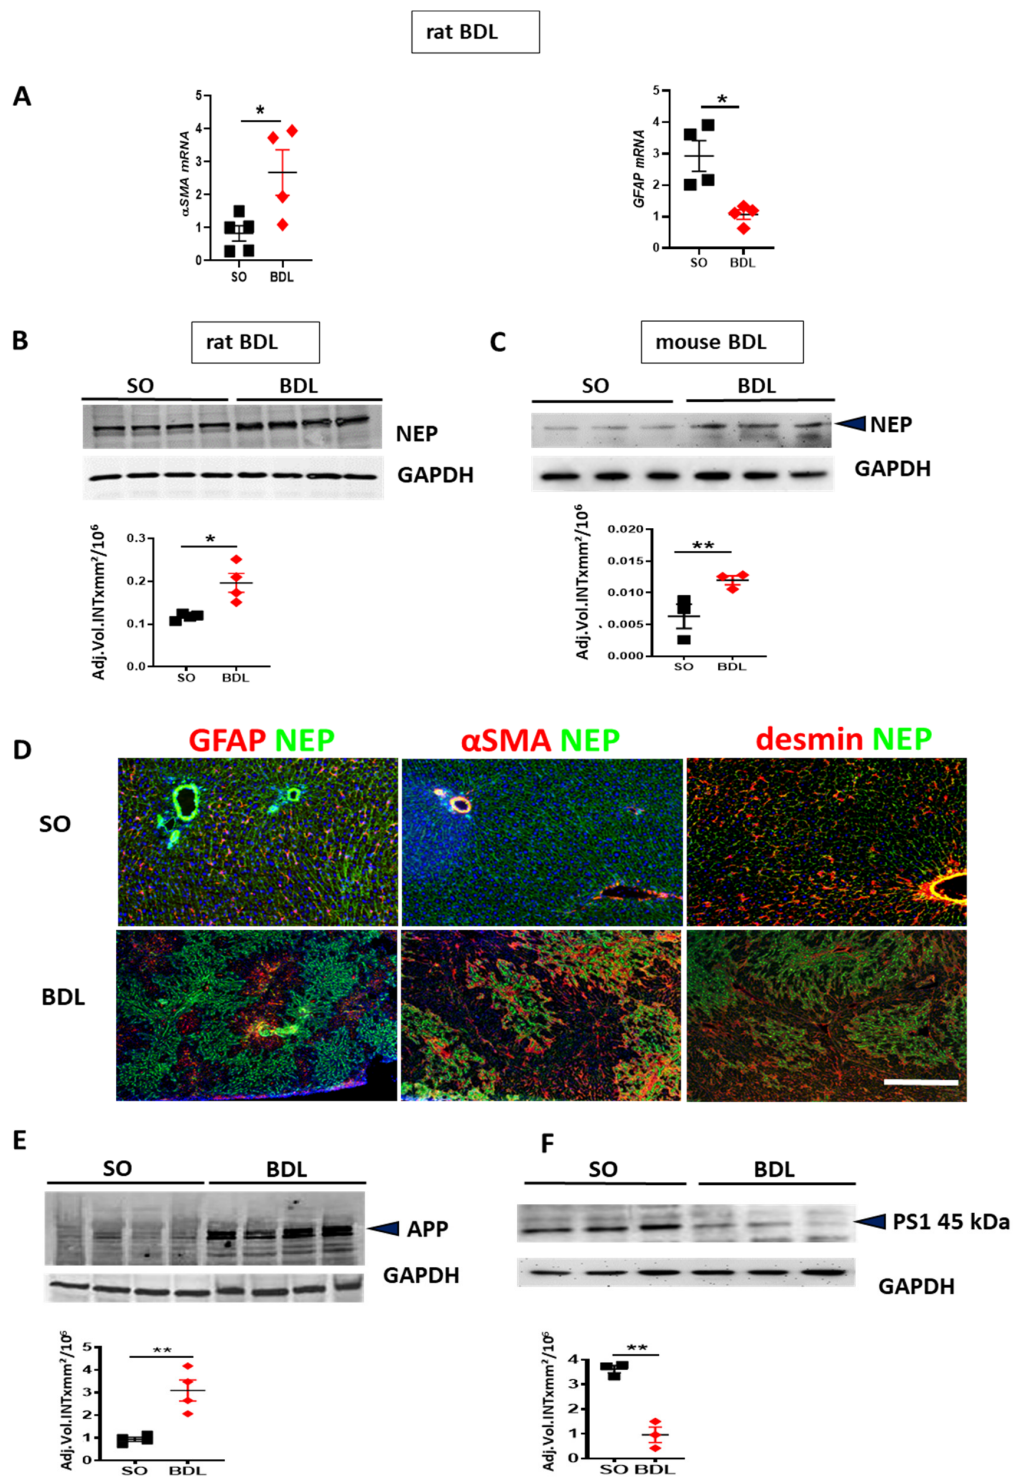 rat BDL
A
αSMA mRNA
5
4
3
2
1
0
*
SO BDL
GFAP mRNA
5
4
3
2
1
0
*
SO BDL
B
rat BDL
SO BDL
NEP
GAPDH
Adj.Vol.INTxmm²/10⁶
0.3
0.2
0.1
0.0
*
SO BDL
C
mouse BDL
SO BDL
NEP
GAPDH
Adj.Vol.INTxmm²/10⁶
0.020
0.015
0.010
0.005
0.000
**
SO BDL
D
GFAP NEP
αSMA NEP
desmin NEP
SO
BDL
E
SO BDL
APP
GAPDH
Adj.Vol.INTxmm²/10⁶
5
4
3
2
1
0
**
SO BDL
F
SO BDL
PS1 45 kDa
GAPDH
Adj.Vol.INTxmm²/10⁶
4
3
2
1
0
**
SO BDL